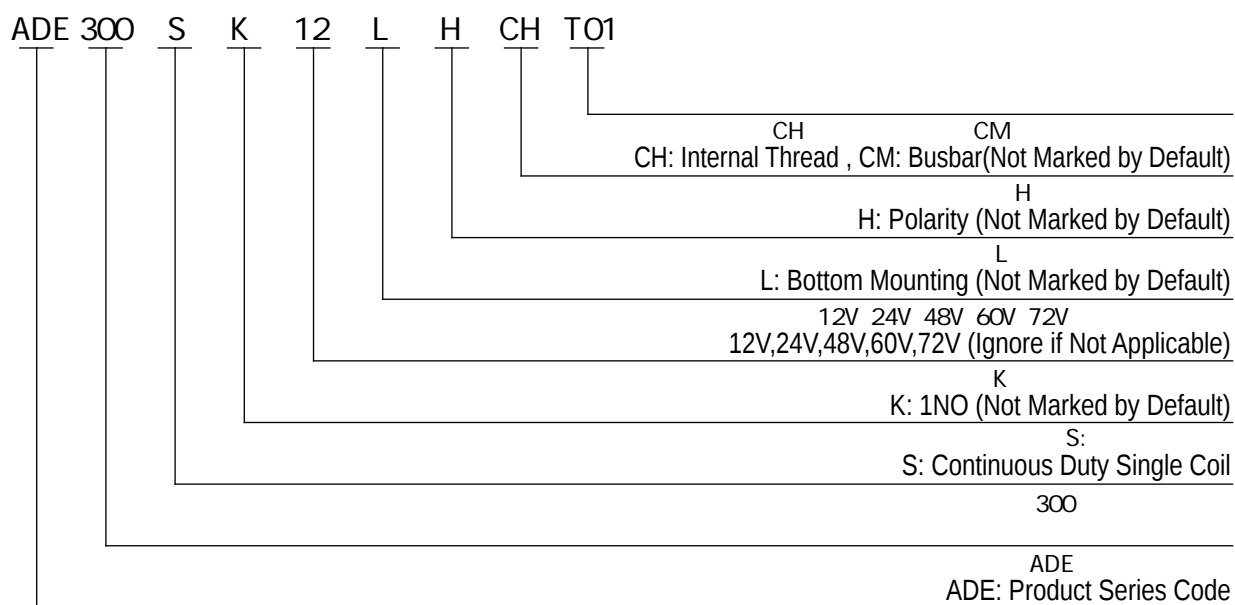 ADE 300 S K 12 L H CH T01
CH CM
CH: Internal Thread , CM: Busbar(Not Marked by Default)
H
H: Polarity (Not Marked by Default)
L
L: Bottom Mounting (Not Marked by Default)
12V 24V 48V 60V 72V
12V,24V,48V,60V,72V (Ignore if Not Applicable)
K
K: 1NO (Not Marked by Default)
S:
S: Continuous Duty Single Coil
300
ADE
ADE: Product Series Code